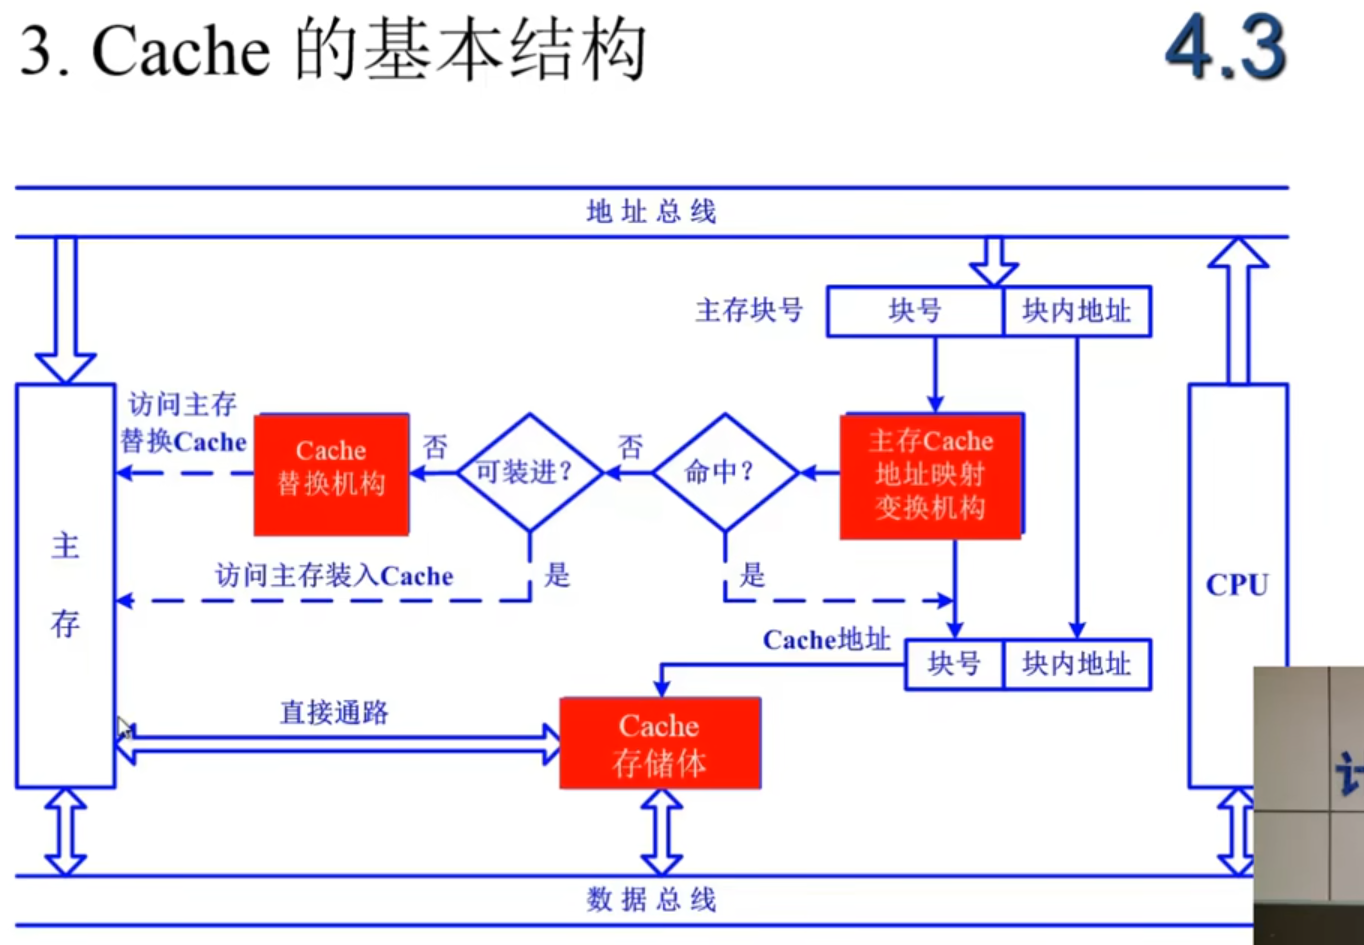 3. Cache 的基本结构
4.3
地址总线
主存块号
块号
块内地址
访问主存
替换Cache
Cache
替换机构
否
可装进?
否
命中?
主存Cache
地址映射
变换机构
主
存
访问主存装入Cache
是
是
CPU
Cache地址
块号
块内地址
直接通路
Cache
存储体
数据总线